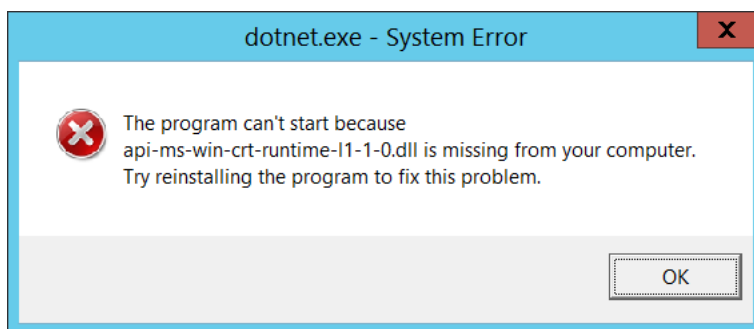 dotnet.exe - System Error
X
The program can't start because
api-ms-win-crt-runtime-l1-1-0.dll is missing from your computer.
Try reinstalling the program to fix this problem.
OK